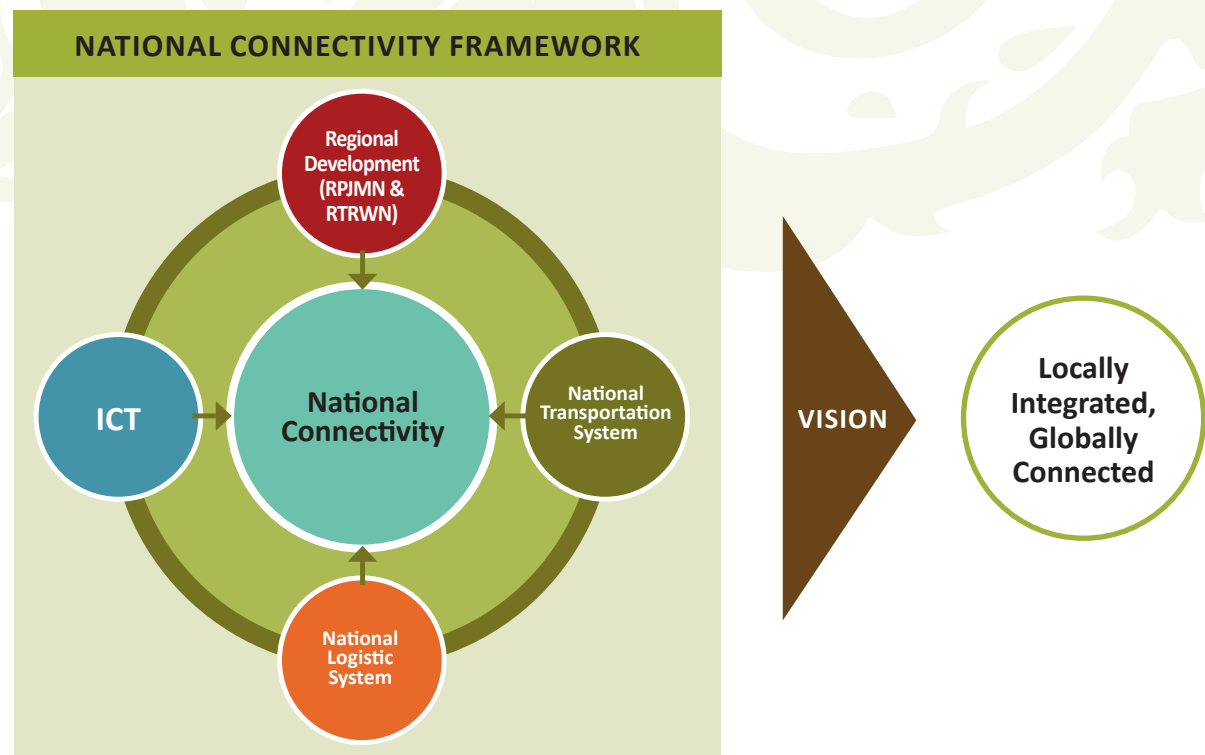 NATIONAL CONNECTIVITY FRAMEWORK
Regional
Development
(RPJMN &
RTRWN)
ICT
National
Connectivity
National
Transportation
System
National
Logistic
System
VISION
Locally
Integrated,
Globally
Connected